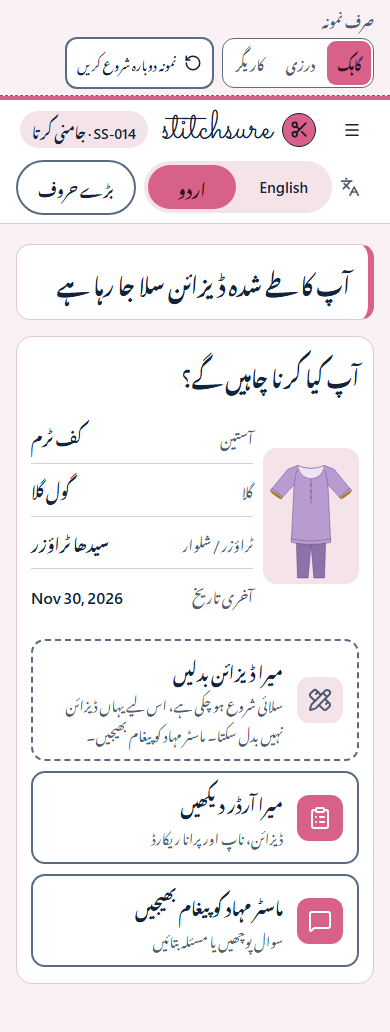 صرف نمونہ
گاہک
درزی
کاریگر
نمونہ دوبارہ شروع کریں
stitchsure
SS-014 · جامنی کرتا
English
اردو
بڑے حروف
آپ کا طے شدہ ڈیزائن سلا جا رہا ہے
آپ کیا کرنا چاہیں گے؟
آستین
کف ٹرم
گلا
گول گلا
ٹراؤزر / شلوار
سیدھا ٹراؤزر
آخری تاریخ
Nov 30, 2026
میرا ڈیزائن بدلیں
سلائی شروع ہو چکی ہے، اس لیے یہاں ڈیزائن
نہیں بدل سکتا۔ ماسٹر مہاد کو پیغام بھیجیں۔
میرا آرڈر دیکھیں
ڈیزائن، ناپ اور پرانا ریکارڈ
ماسٹر مہاد کو پیغام بھیجیں
سوال پوچھیں یا مسئلہ بتائیں